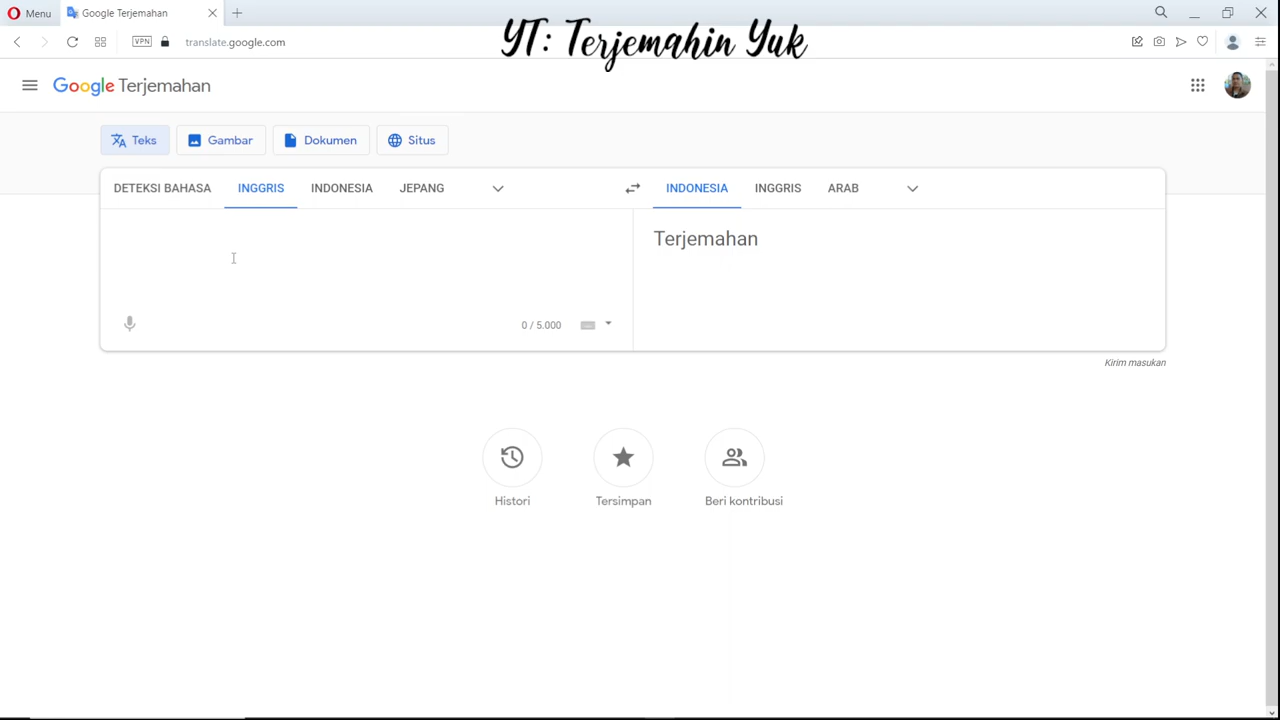 Menu
Google Terjemahan
YT: Terjemahin Yuk
VPN
translate.google.com
Google Terjemahan
Teks
Gambar
Dokumen
Situs
DETEKSI BAHASA
INGGRIS
INDONESIA
JEPANG
INDONESIA
INGGRIS
ARAB
Terjemahan
0 / 5.000
Kirim masukan
Histori
Tersimpan
Beri kontribusi